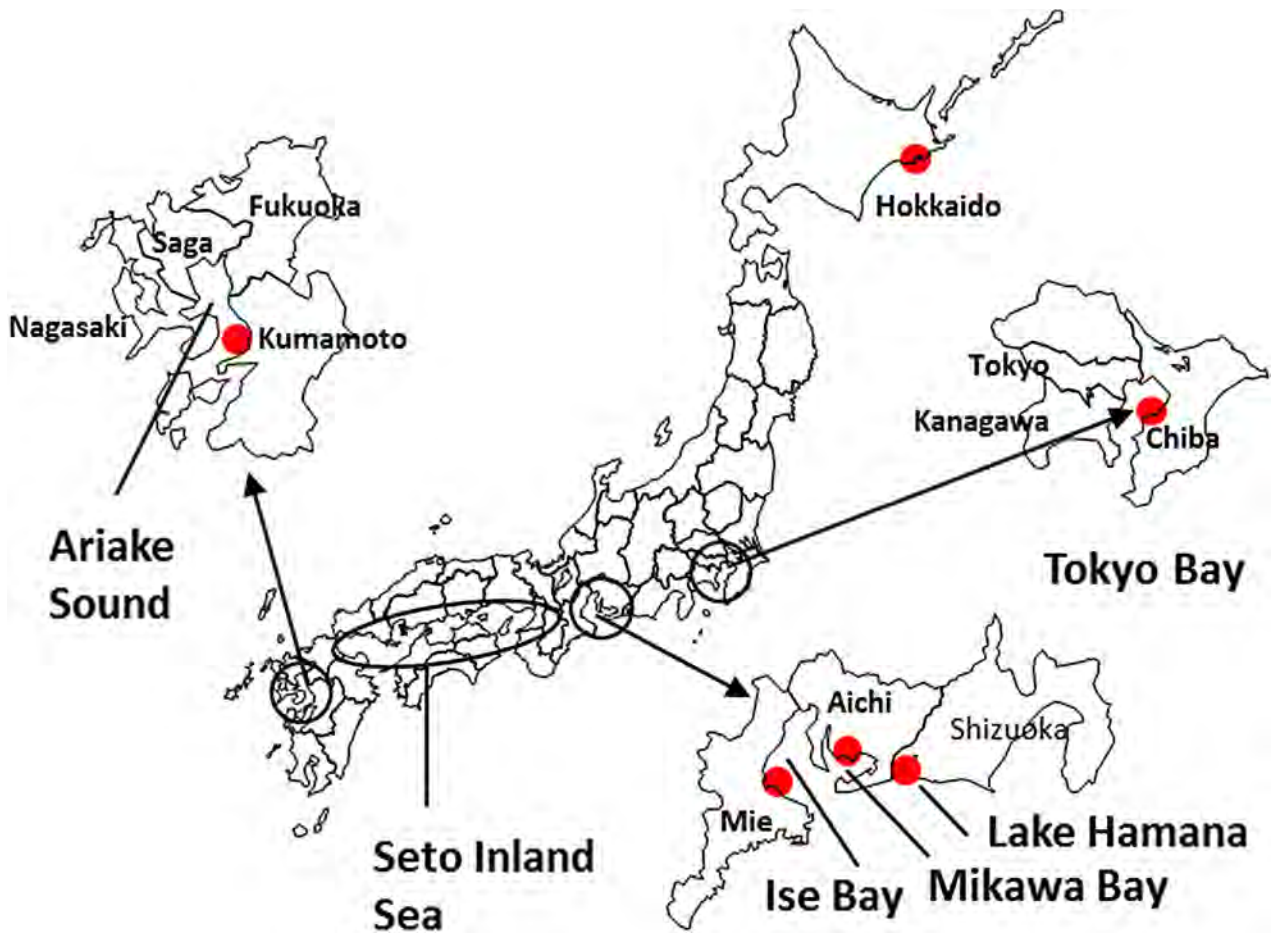 Hokkaido
Fukuoka
Saga
Nagasaki
Kumamoto
Ariake
Sound
Tokyo
Kanagawa
Chiba
Tokyo Bay
Seto Inland
Sea
Aichi
Shizuoka
Mie
Lake Hamana
Mikawa Bay
Ise Bay